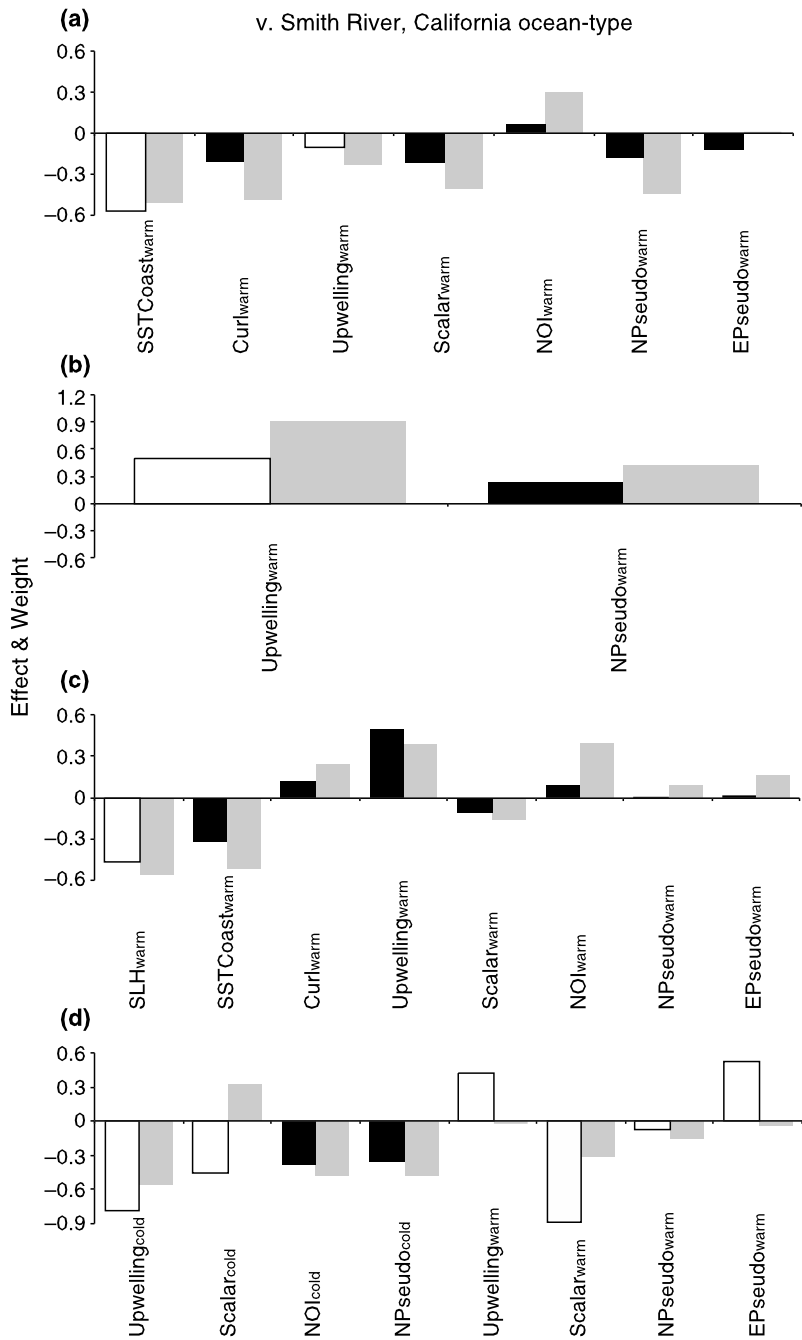 (a)
v. Smith River, California ocean-type
0.6
0.3
0
–0.3
–0.6
SSTCoastwarm
Curlwarm
Upwellingwarm
Scalarwarm
NOIwarm
NPseudowarm
EPseudowarm
(b)
1.2
0.9
0.6
0.3
0
–0.3
–0.6
Upwellingwarm
NPseudowarm
Effect & Weight
(c)
0.6
0.3
0
–0.3
–0.6
SLHwarm
SSTCoastwarm
Curlwarm
Upwellingwarm
Scalarwarm
NOIwarm
NPseudowarm
EPseudowarm
(d)
0.6
0.3
0
–0.3
–0.6
–0.9
Upwellingcold
Scalarcold
NOIcold
NPseudocold
Upwellingwarm
Scalarwarm
NPseudowarm
EPseudowarm